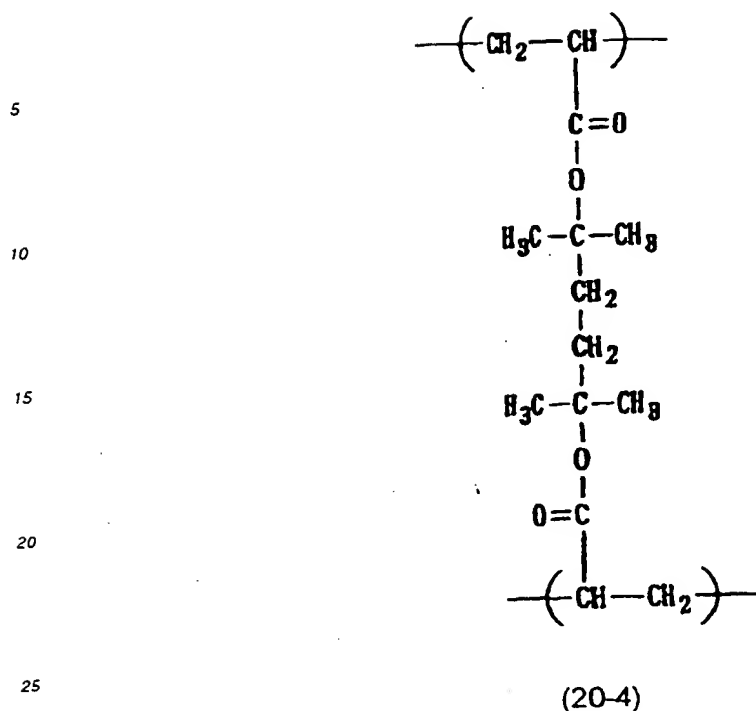 —(CH₂—CH)—
5
C=O
O
H₃C—C—CH₃
10
CH₂
CH₂
15
H₃C—C—CH₃
O
O=C
20
—(CH—CH₂)—
25
(20-4)